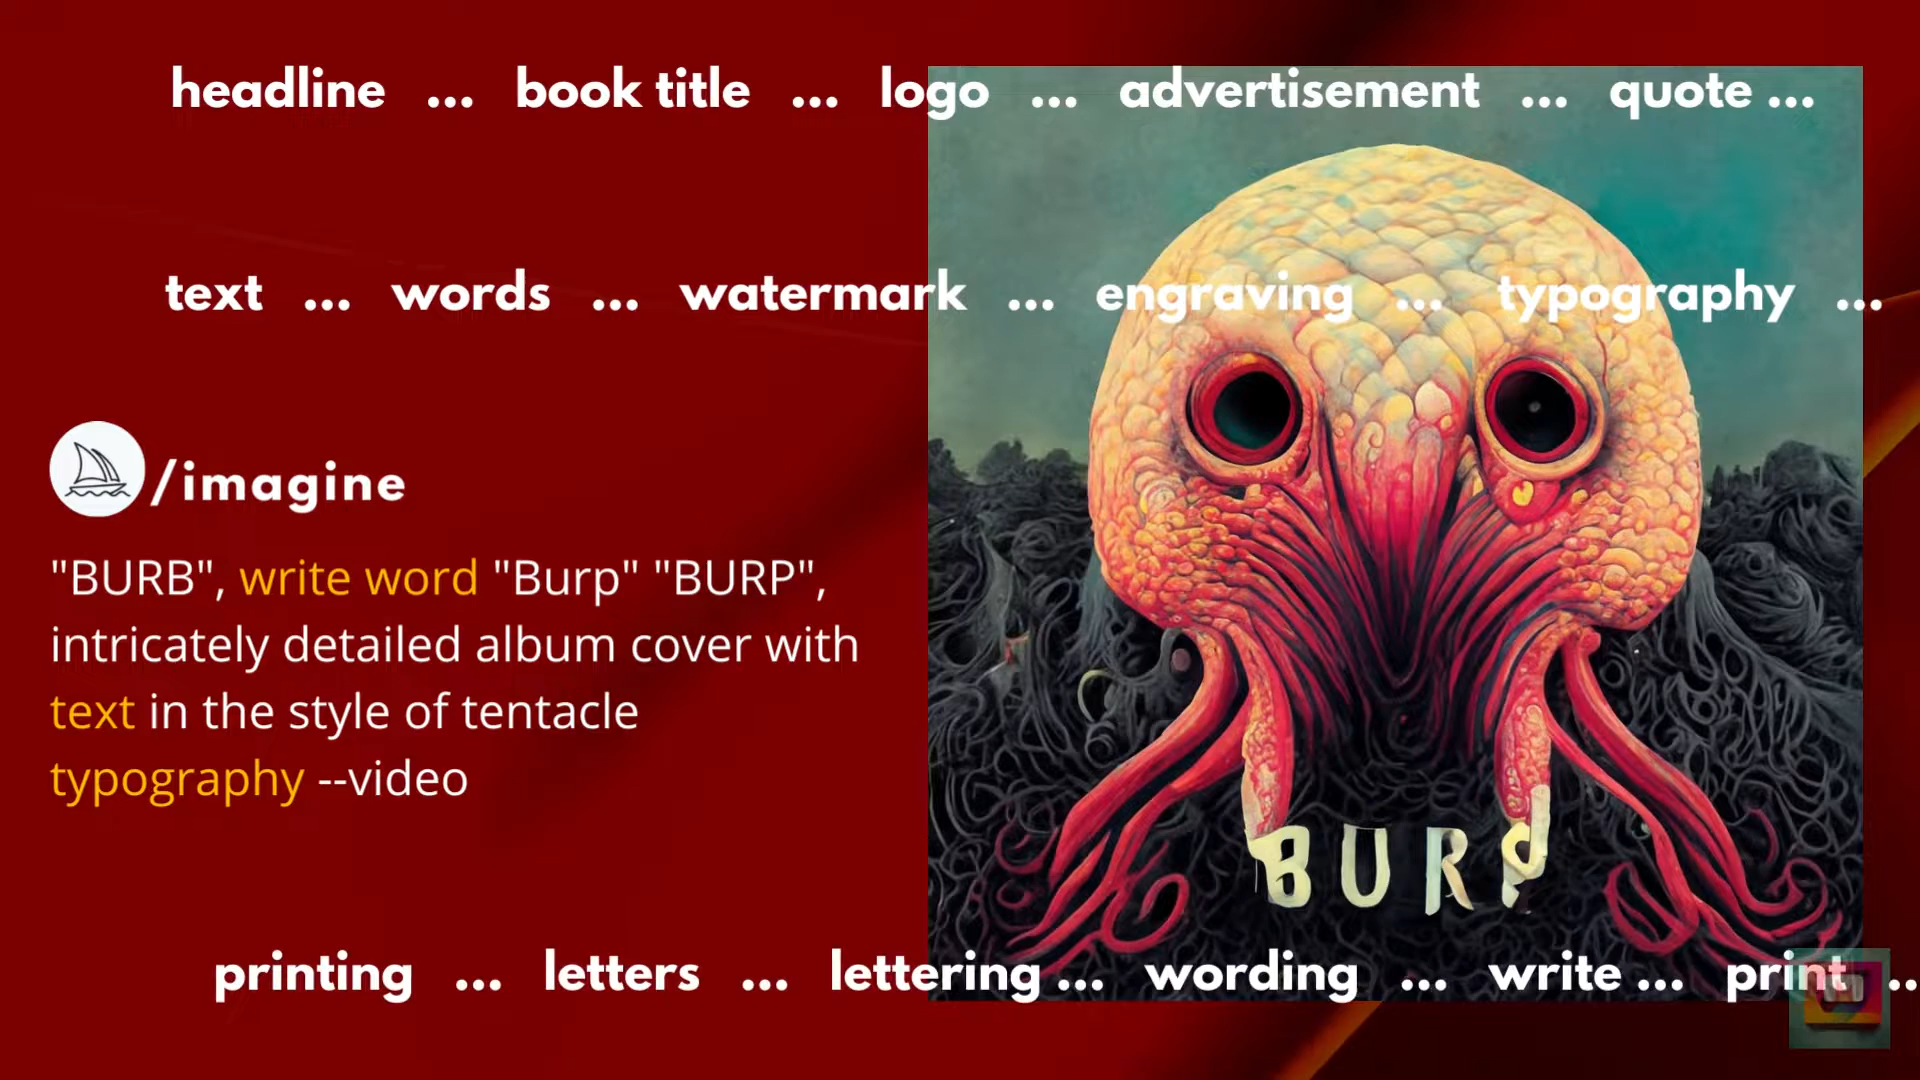 headline ... book title ... logo ... advertisement ... quote ...
text ... words ... watermark ... engraving ... typography ...
/imagine
"BURB", write word "Burp" "BURP",
intricately detailed album cover with
text in the style of tentacle
typography --video
BURP
printing ... letters ... lettering ... wording ... write ... print ...